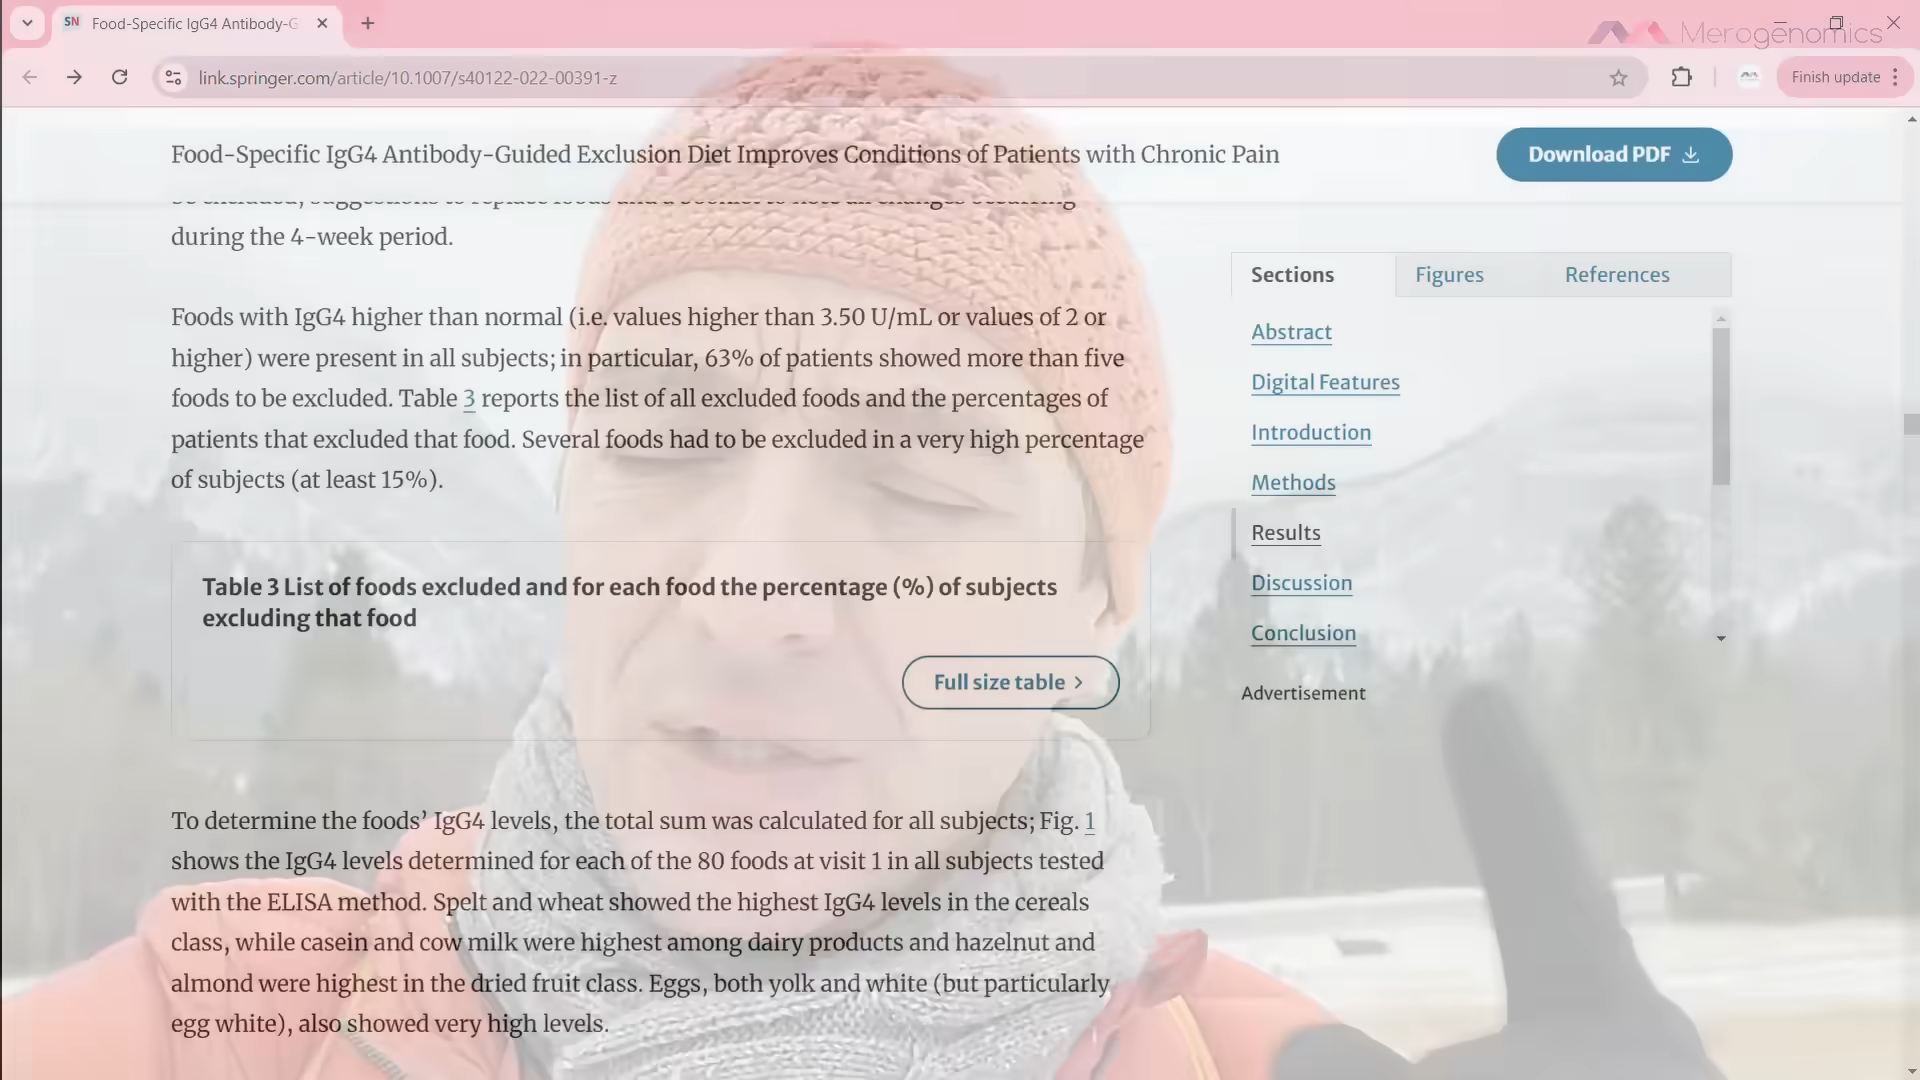 SN Food-Specific IgG4 Antibody-G
Merogenomics
link.springer.com/article/10.1007/s40122-022-00391-z
Finish update
Food-Specific IgG4 Antibody-Guided Exclusion Diet Improves Conditions of Patients with Chronic Pain
Download PDF
be excluded, suggestions to replace foods and a booklet to note all changes occurring
during the 4-week period.
Foods with IgG4 higher than normal (i.e. values higher than 3.50 U/mL or values of 2 or
higher) were present in all subjects; in particular, 63% of patients showed more than five
foods to be excluded. Table 3 reports the list of all excluded foods and the percentages of
patients that excluded that food. Several foods had to be excluded in a very high percentage
of subjects (at least 15%).
Table 3 List of foods excluded and for each food the percentage (%) of subjects
excluding that food
Full size table
To determine the foods’ IgG4 levels, the total sum was calculated for all subjects; Fig. 1
shows the IgG4 levels determined for each of the 80 foods at visit 1 in all subjects tested
with the ELISA method. Spelt and wheat showed the highest IgG4 levels in the cereals
class, while casein and cow milk were highest among dairy products and hazelnut and
almond were highest in the dried fruit class. Eggs, both yolk and white (but particularly
egg white), also showed very high levels.
Sections
Figures
References
Abstract
Digital Features
Introduction
Methods
Results
Discussion
Conclusion
Advertisement